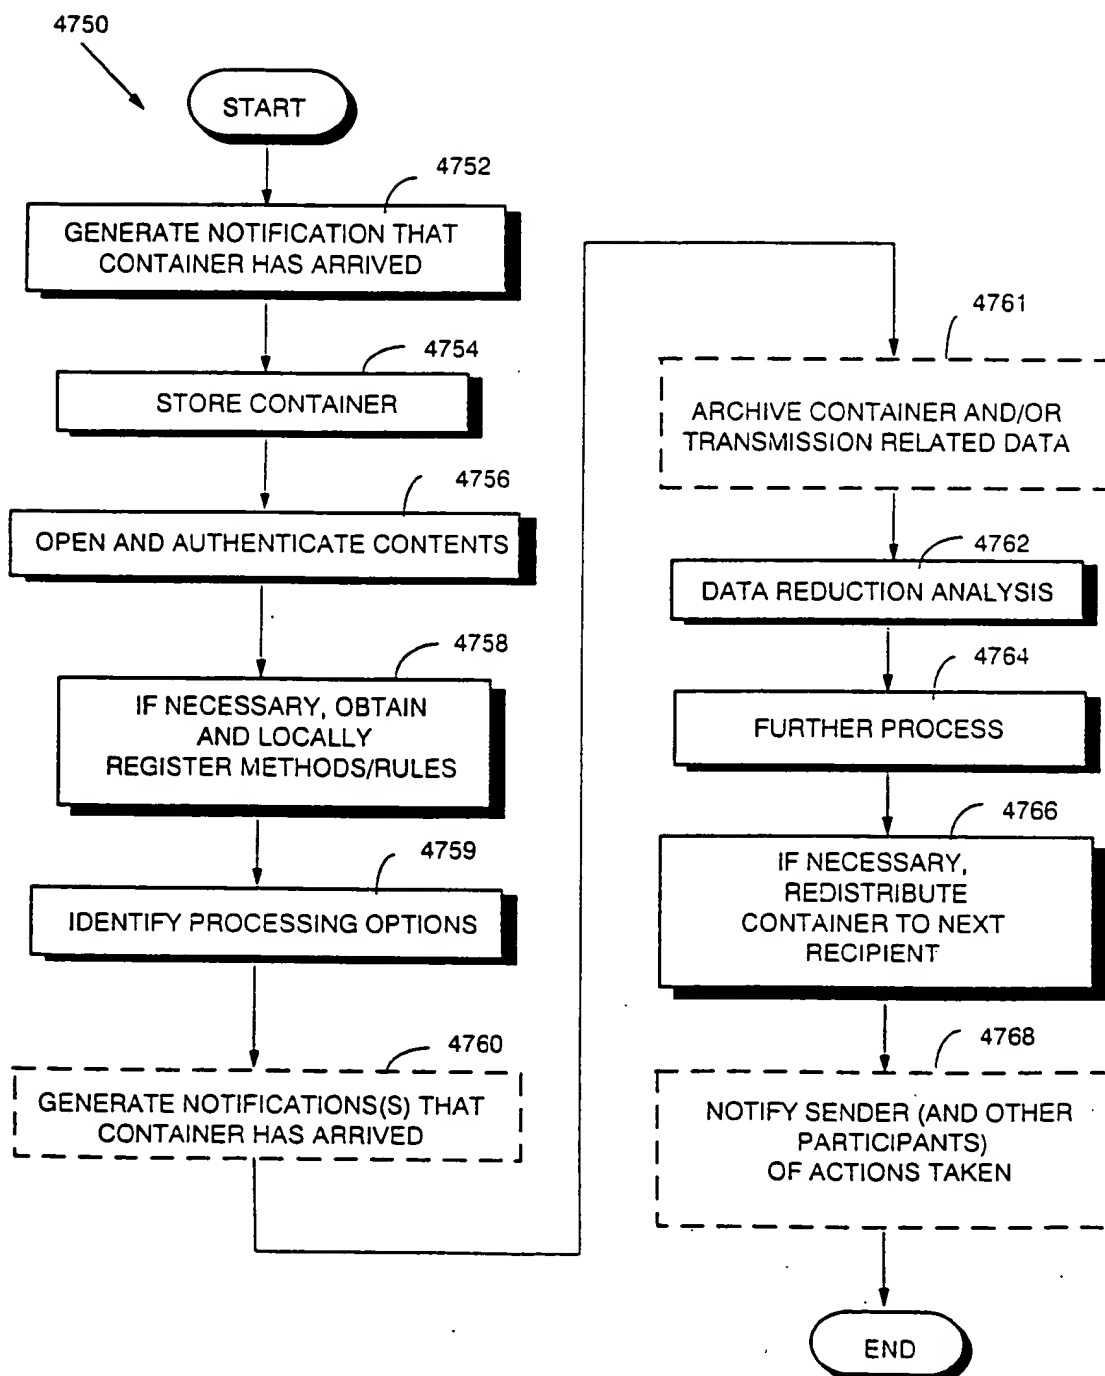 4750
START
4752
GENERATE NOTIFICATION THAT
CONTAINER HAS ARRIVED
4754
STORE CONTAINER
4756
OPEN AND AUTHENTICATE CONTENTS
4758
IF NECESSARY, OBTAIN
AND LOCALLY
REGISTER METHODS/RULES
4759
IDENTIFY PROCESSING OPTIONS
4760
GENERATE NOTIFICATIONS(S) THAT
CONTAINER HAS ARRIVED
4761
ARCHIVE CONTAINER AND/OR
TRANSMISSION RELATED DATA
4762
DATA REDUCTION ANALYSIS
4764
FURTHER PROCESS
4766
IF NECESSARY,
REDISTRIBUTE
CONTAINER TO NEXT
RECIPIENT
4768
NOTIFY SENDER (AND OTHER
PARTICIPANTS)
OF ACTIONS TAKEN
END